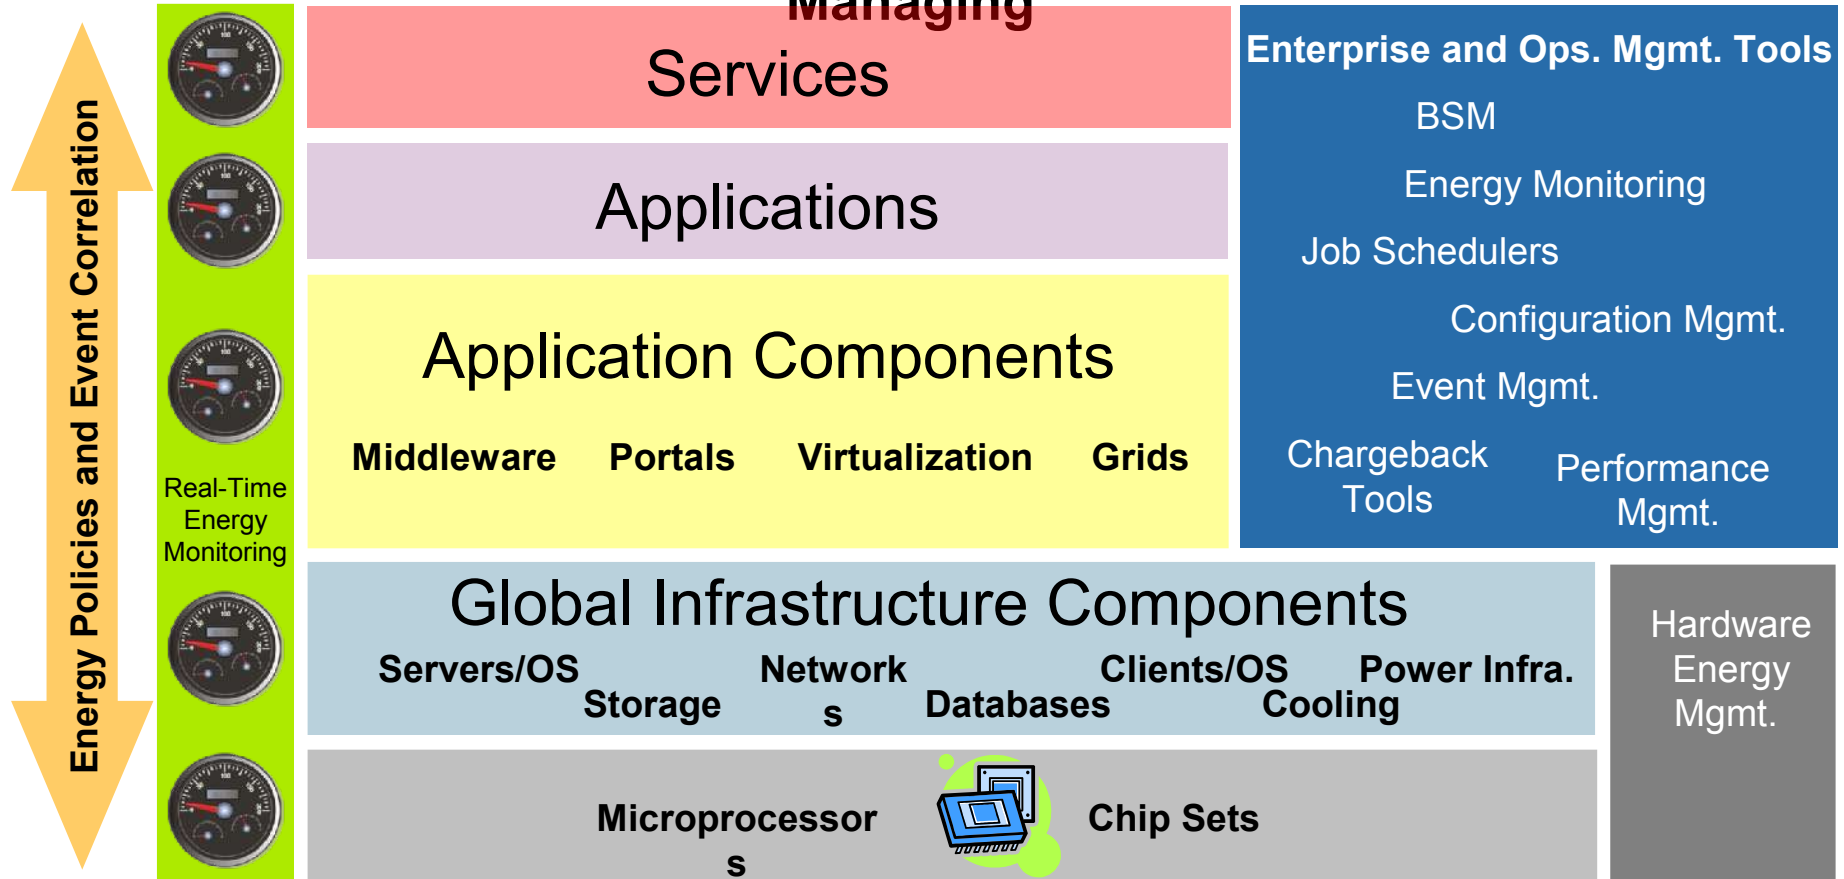 Managing
Services
Applications
Application Components
Middleware Portals Virtualization Grids
Global Infrastructure Components
Servers/OS
Storage
Network
s
Databases
Clients/OS
Cooling
Power Infra.
Microprocessor
s
Chip Sets
Energy Policies and Event Correlation
Real-Time
Energy
Monitoring
Enterprise and Ops. Mgmt. Tools
BSM
Energy Monitoring
Job Schedulers
Configuration Mgmt.
Event Mgmt.
Chargeback
Tools
Performance
Mgmt.
Hardware
Energy
Mgmt.